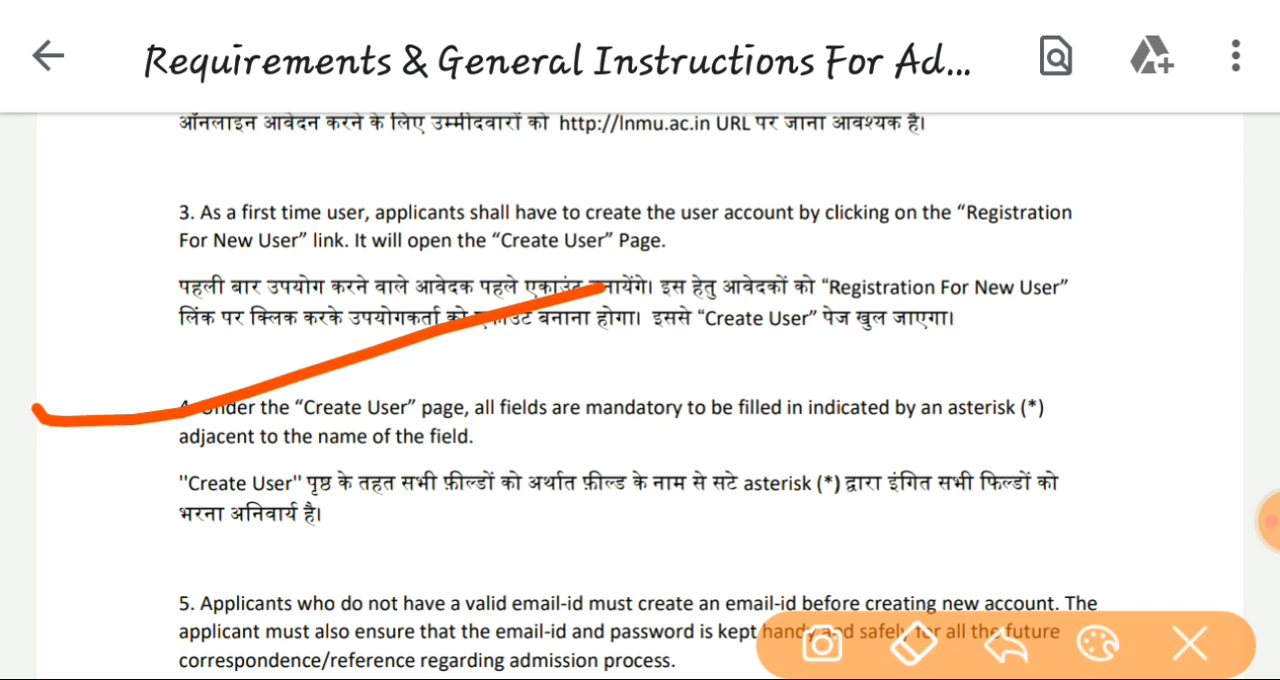 Requirements & General Instructions For Ad...
ऑनलाइन आवेदन करने के लिए उम्मीदवारों को http://lnmu.ac.in URL पर जाना आवश्यक है।
3. As a first time user, applicants shall have to create the user account by clicking on the “Registration
For New User” link. It will open the “Create User” Page.
पहली बार उपयोग करने वाले आवेदक पहले एकाउंट बनायेंगे। इस हेतु आवेदकों को “Registration For New User”
लिंक पर क्लिक करके उपयोगकर्ता को एकाउंट बनाना होगा। इससे “Create User” पेज खुल जाएगा।
4. Under the “Create User” page, all fields are mandatory to be filled in indicated by an asterisk (*)
adjacent to the name of the field.
"Create User" पृष्ठ के तहत सभी फ़ील्डों को अर्थात फ़ील्ड के नाम से सटे asterisk (*) द्वारा इंगित सभी फिल्डों को
भरना अनिवार्य है।
5. Applicants who do not have a valid email-id must create an email-id before creating new account. The
applicant must also ensure that the email-id and password is kept handy and safely for all the future
correspondence/reference regarding admission process.